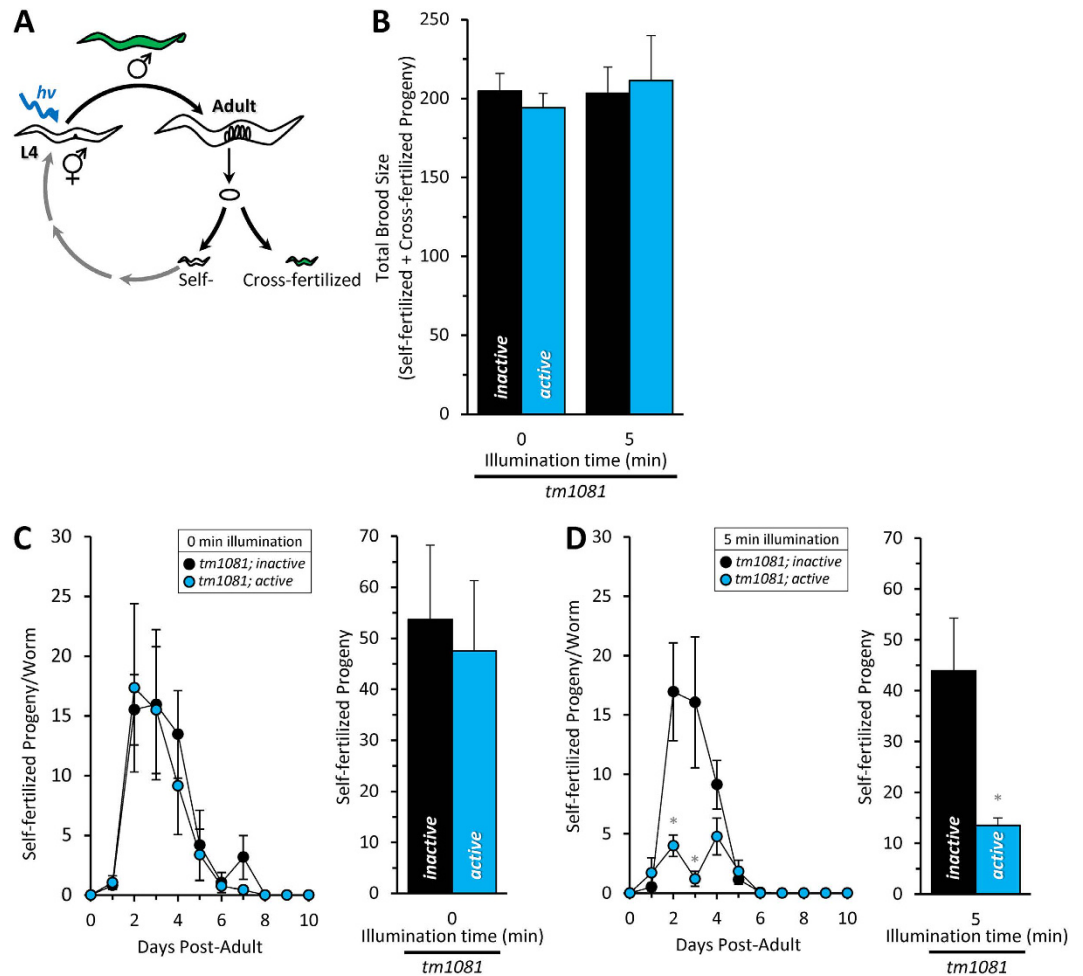 A
hν
L4
♂
⚥
Adult
Self-
Cross-fertilized
B
Total Brood Size
(Self-fertilized + Cross-fertilized Progeny)
250
200
150
100
50
0
inactive
active
0
5
Illumination time (min)
tm1081
C
Self-fertilized Progeny/Worm
30
25
20
15
10
5
0
0 min illumination
tm1081; inactive
tm1081; active
0 2 4 6 8 10
Days Post-Adult
Self-fertilized Progeny
70
60
50
40
30
20
10
0
inactive
active
0
Illumination time (min)
tm1081
D
Self-fertilized Progeny/Worm
30
25
20
15
10
5
0
5 min illumination
tm1081; inactive
tm1081; active
*
*
0 2 4 6 8 10
Days Post-Adult
Self-fertilized Progeny
70
60
50
40
30
20
10
0
inactive
active
*
5
Illumination time (min)
tm1081